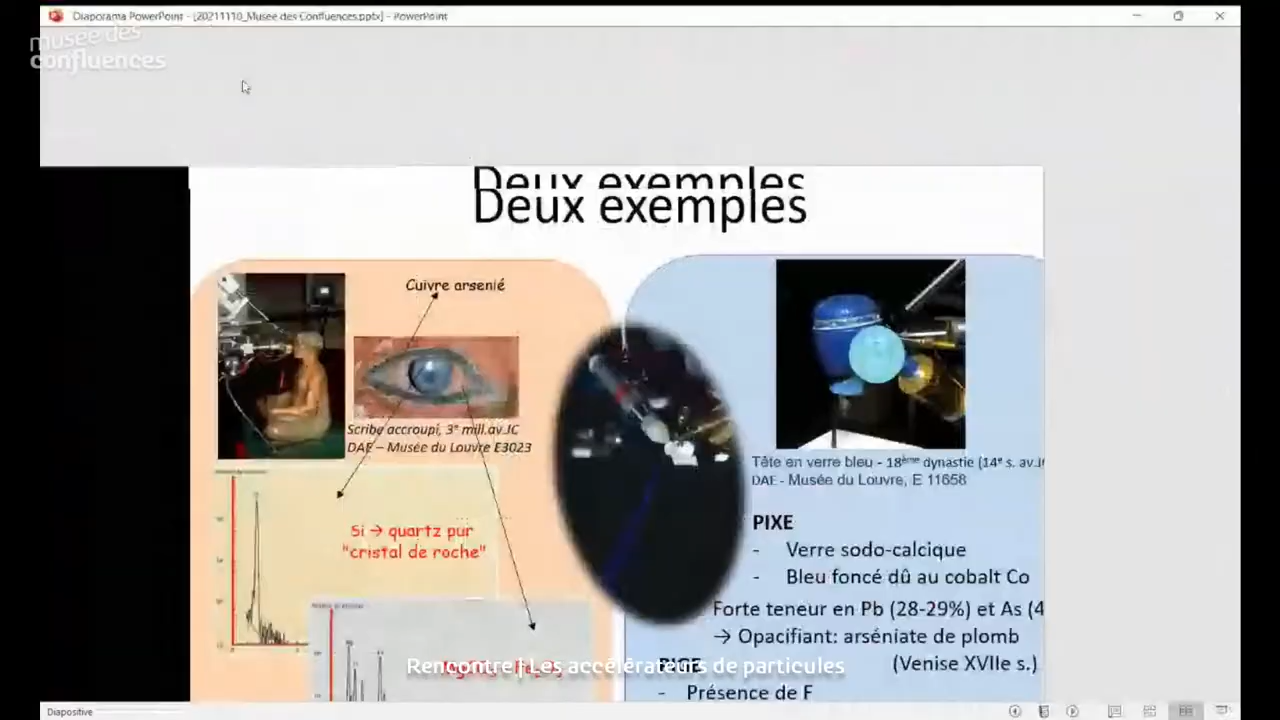 Diaporama PowerPoint - [20211110_Musée des Confluences.pptx] - PowerPoint
musée des
confluences
Deux exemples
Deux exemples
Cuivre arsenié
Scribe accroupi, 3e mill.av.JC
DAE – Musée du Louvre E3023
Si → quartz pur
"cristal de roche"
Tête en verre bleu - 18ème dynastie (14e s. av.
DAE - Musée du Louvre, E 11658
PIXE
- Verre sodo-calcique
- Bleu foncé dû au cobalt Co
Forte teneur en Pb (28-29%) et As (4
→ Opacifiant: arséniate de plomb
(Venise XVIIe s.)
PIGE
- Présence de F
Rencontre | Les accélérateurs de particules
Diapositive